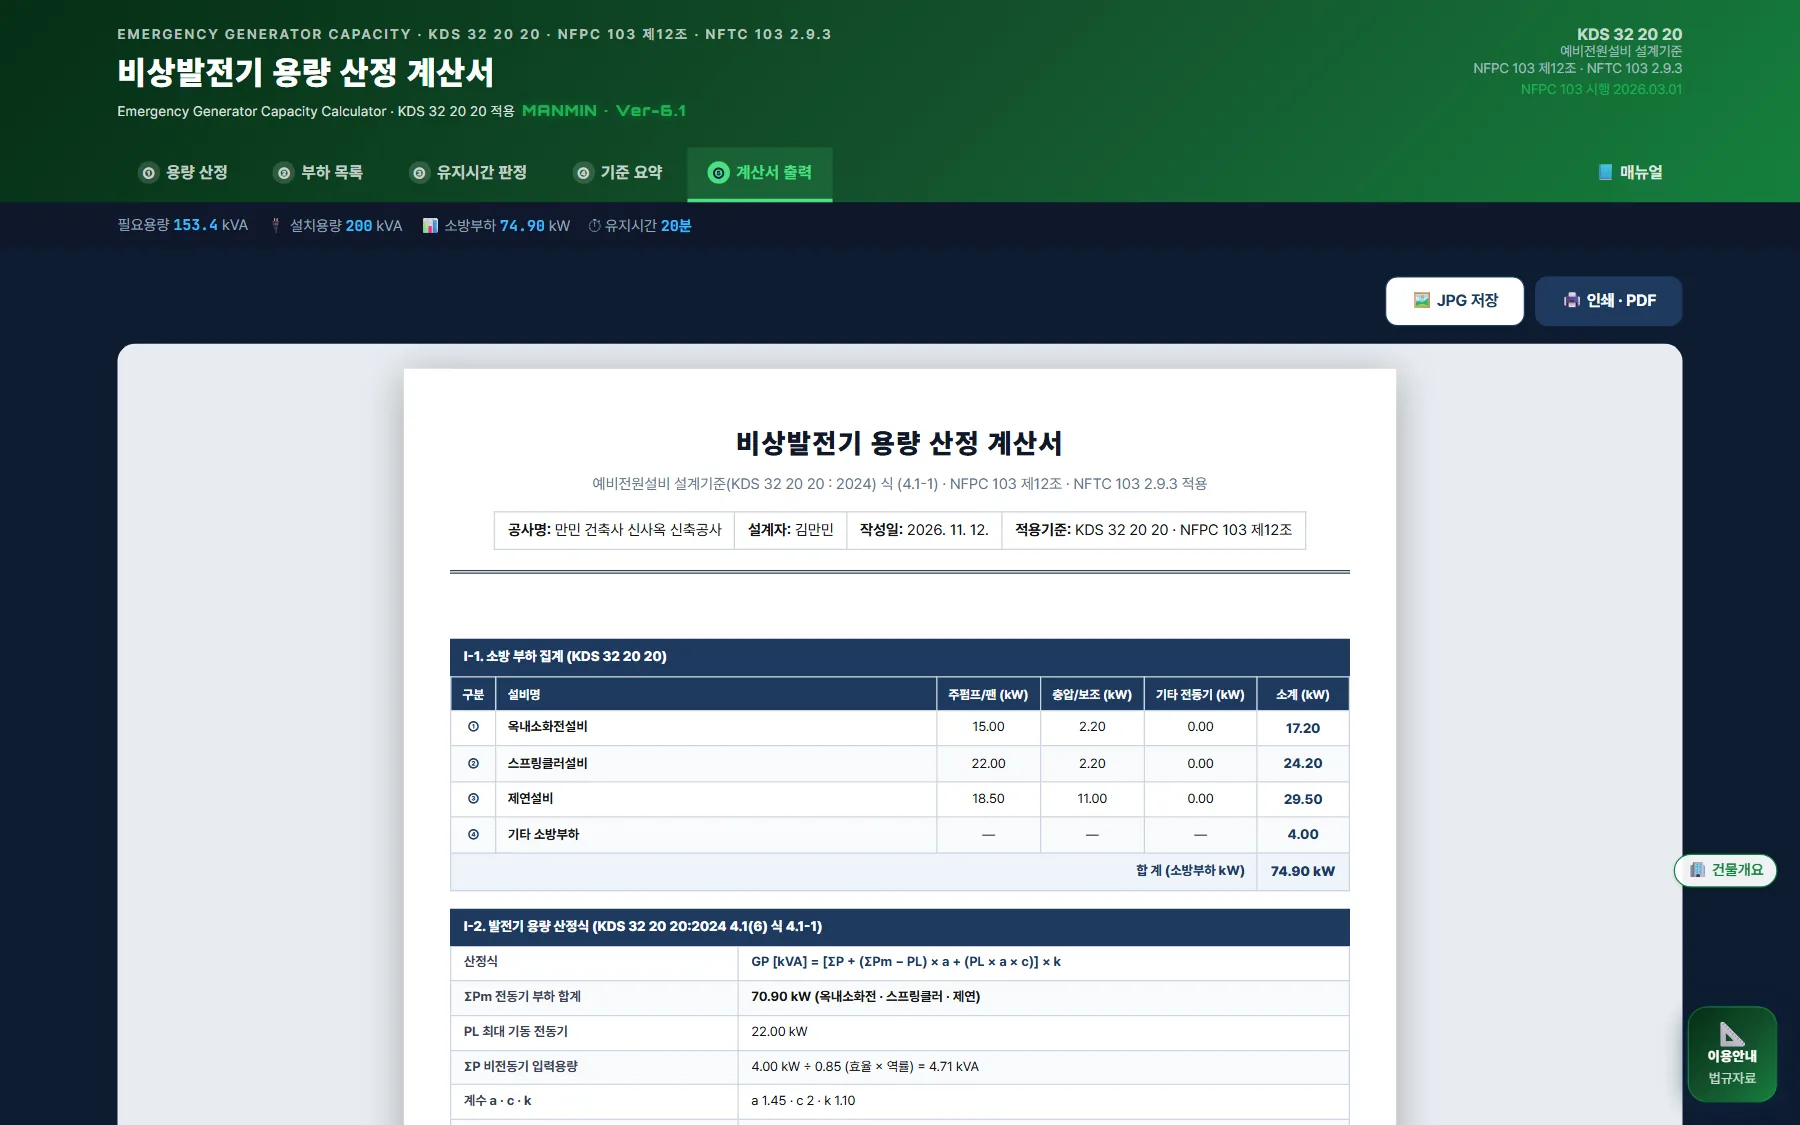 EMERGENCY GENERATOR CAPACITY · KDS 32 20 20 · NFPC 103 제12조 · NFTC 103 2.9.3
비상발전기 용량 산정 계산서
Emergency Generator Capacity Calculator · KDS 32 20 20 적용 MANMIN · Ver-6.1
KDS 32 20 20
예비전원설비 설계기준
NFPC 103 제12조 · NFTC 103 2.9.3
NFPC 103 시행 2026.03.01
① 용량 산정 ② 부하 목록 ③ 유지시간 판정 ④ 기준 요약 ⑤ 계산서 출력 매뉴얼
필요용량 153.4 kVA 설치용량 200 kVA 소방부하 74.90 kW 유지시간 20분
JPG 저장 인쇄 · PDF
비상발전기 용량 산정 계산서
예비전원설비 설계기준(KDS 32 20 20 : 2024) 식 (4.1-1) · NFPC 103 제12조 · NFTC 103 2.9.3 적용
공사명: 만민 건축사 신사옥 신축공사 설계자: 김만민 작성일: 2026. 11. 12. 적용기준: KDS 32 20 20 · NFPC 103 제12조
I-1. 소방 부하 집계 (KDS 32 20 20)
구분 설비명 주펌프/팬 (kW) 충압/보조 (kW) 기타 전동기 (kW) 소계 (kW)
① 옥내소화전설비 15.00 2.20 0.00 17.20
② 스프링클러설비 22.00 2.20 0.00 24.20
③ 제연설비 18.50 11.00 0.00 29.50
④ 기타 소방부하 — — — 4.00
합 계 (소방부하 kW) 74.90 kW
I-2. 발전기 용량 산정식 (KDS 32 20 20:2024 4.1(6) 식 4.1-1)
산정식 GP [kVA] = [ΣP + (ΣPm − PL) × a + (PL × a × c)] × k
ΣPm 전동기 부하 합계 70.90 kW (옥내소화전 · 스프링클러 · 제연)
PL 최대 기동 전동기 22.00 kW
ΣP 비전동기 입력용량 4.00 kW ÷ 0.85 (효율 × 역률) = 4.71 kVA
계수 a · c · k a 1.45 · c 2 · k 1.10
건물개요
이용안내
법규자료